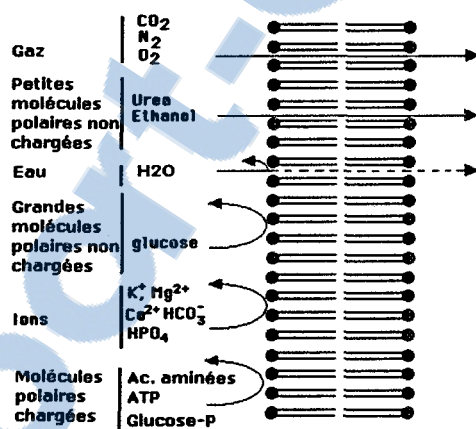 Gaz
CO2
N2
O2
Petites
molécules
polaires non
chargées
Urea
Ethanol
Eau
H2O
Grandes
molécules
polaires non
chargées
glucose
Ions
K+, Mg2+
Ca2+ HCO3-
HPO4
Molécules
polaires
chargées
Ac. aminées
ATP
Glucose-P